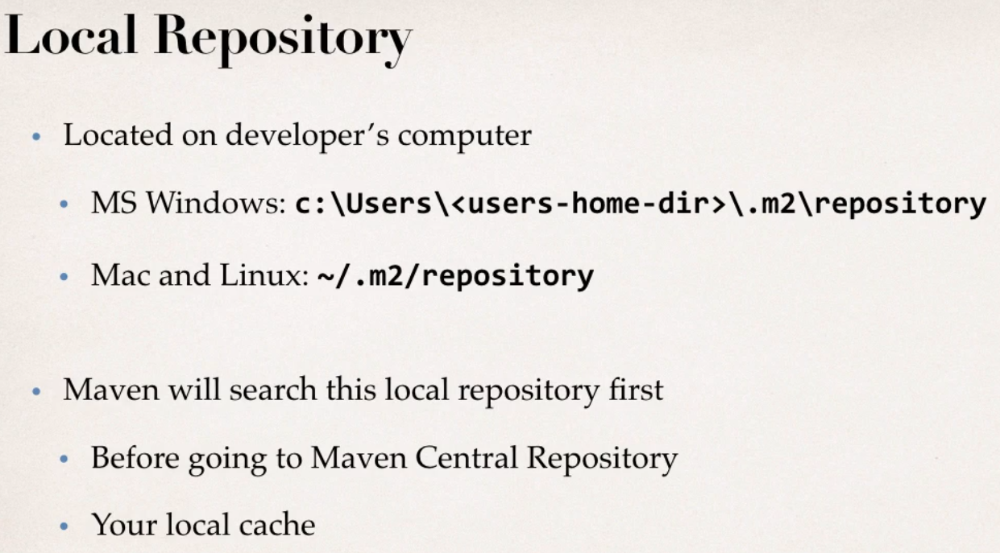 Local Repository
• Located on developer’s computer
• MS Windows: c:\Users\<users-home-dir>\.m2\repository
• Mac and Linux: ~/.m2/repository
• Maven will search this local repository first
• Before going to Maven Central Repository
• Your local cache